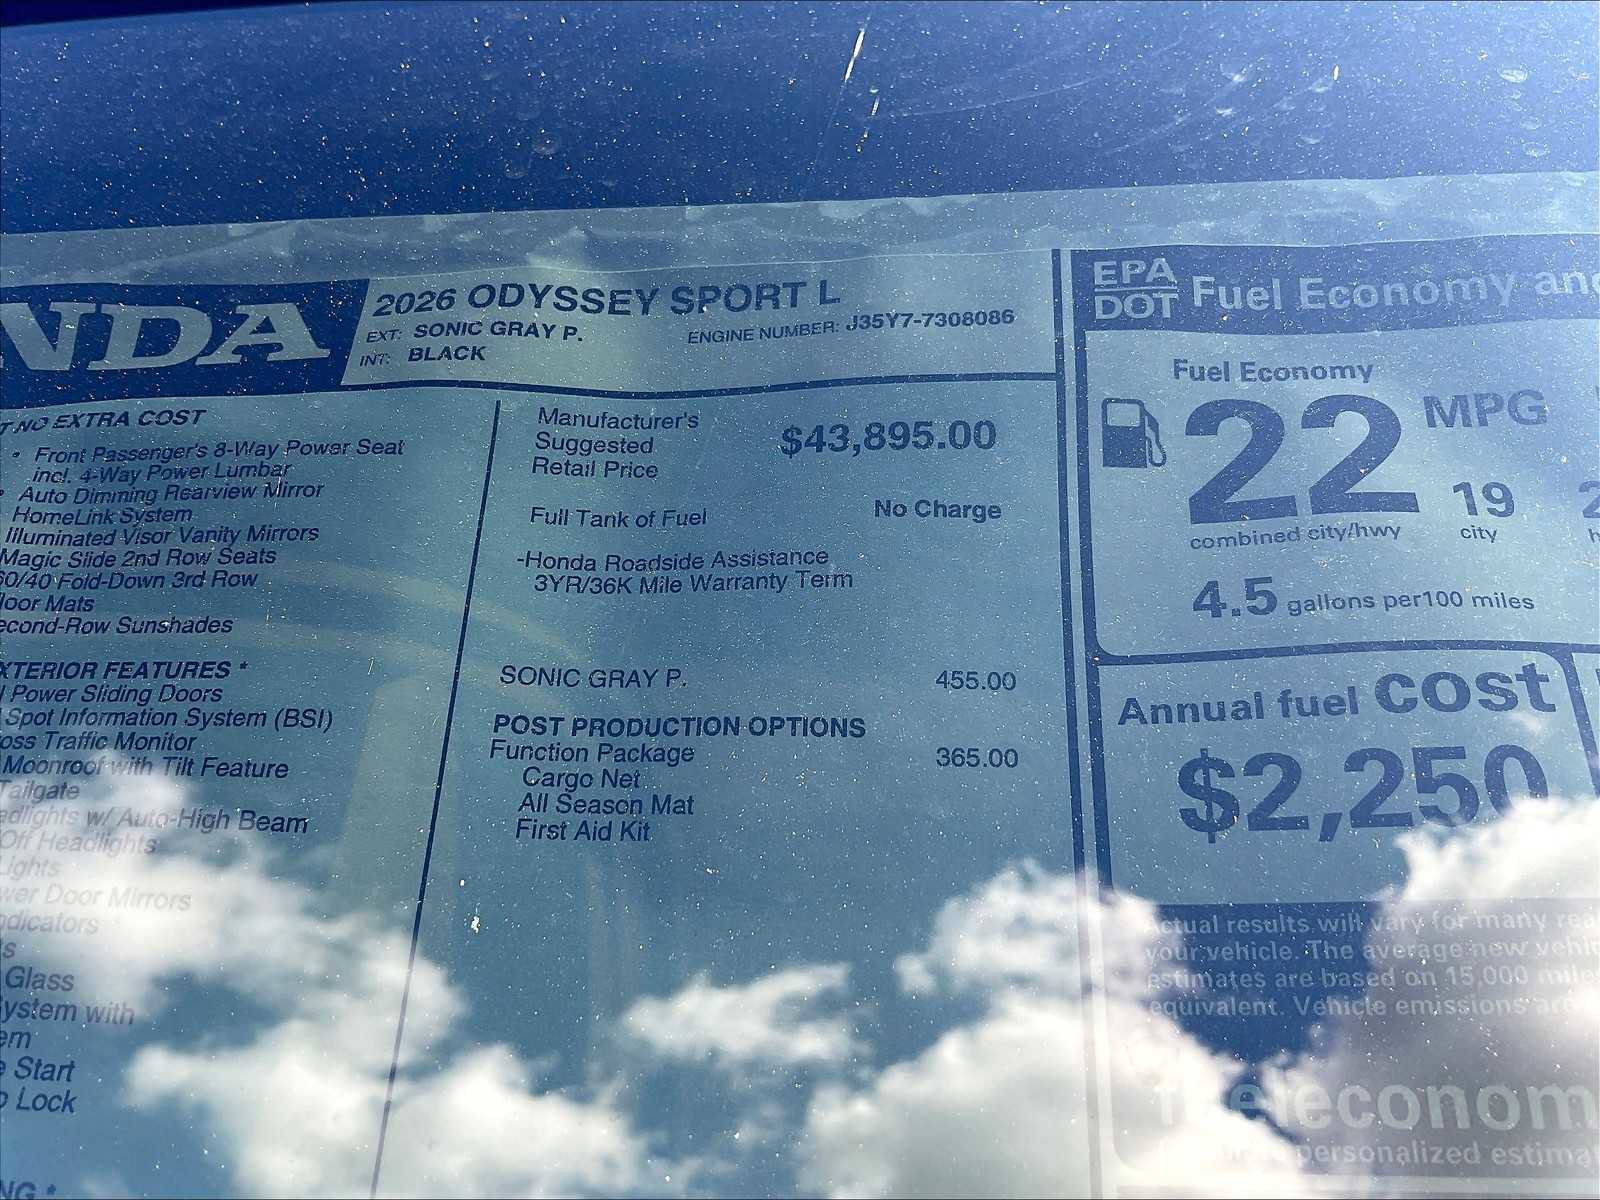 NDA
2026 ODYSSEY SPORT L
EXT: SONIC GRAY P.
ENGINE NUMBER: J35Y7-7308086
INT: BLACK
T NO EXTRA COST
• Front Passenger's 8-Way Power Seat
incl. 4-Way Power Lumbar
• Auto Dimming Rearview Mirror
HomeLink System
Illuminated Visor Vanity Mirrors
Magic Slide 2nd Row Seats
60/40 Fold-Down 3rd Row
loor Mats
econd-Row Sunshades
XTERIOR FEATURES *
Power Sliding Doors
Spot Information System (BSI)
oss Traffic Monitor
Moonroof with Tilt Feature
Tailgate
adlights w/ Auto-High Beam
Off Headlights
Lights
wer Door Mirrors
ndicators
s
Glass
ystem with
em
e Start
o Lock
NG *
Manufacturer's
Suggested
Retail Price
$43,895.00
Full Tank of Fuel
No Charge
-Honda Roadside Assistance
3YR/36K Mile Warranty Term
SONIC GRAY P.
455.00
POST PRODUCTION OPTIONS
Function Package
365.00
Cargo Net
All Season Mat
First Aid Kit
EPA
DOT
Fuel Economy and
Fuel Economy
22
MPG
19
2
combined city/hwy
city
h
4.5 gallons per100 miles
Annual fuel cost
$2,250
Actual results will vary for many rea
your vehicle. The average new vehic
estimates are based on 15,000 miles
equivalent. Vehicle emissions are
fueleconom
personalized estima